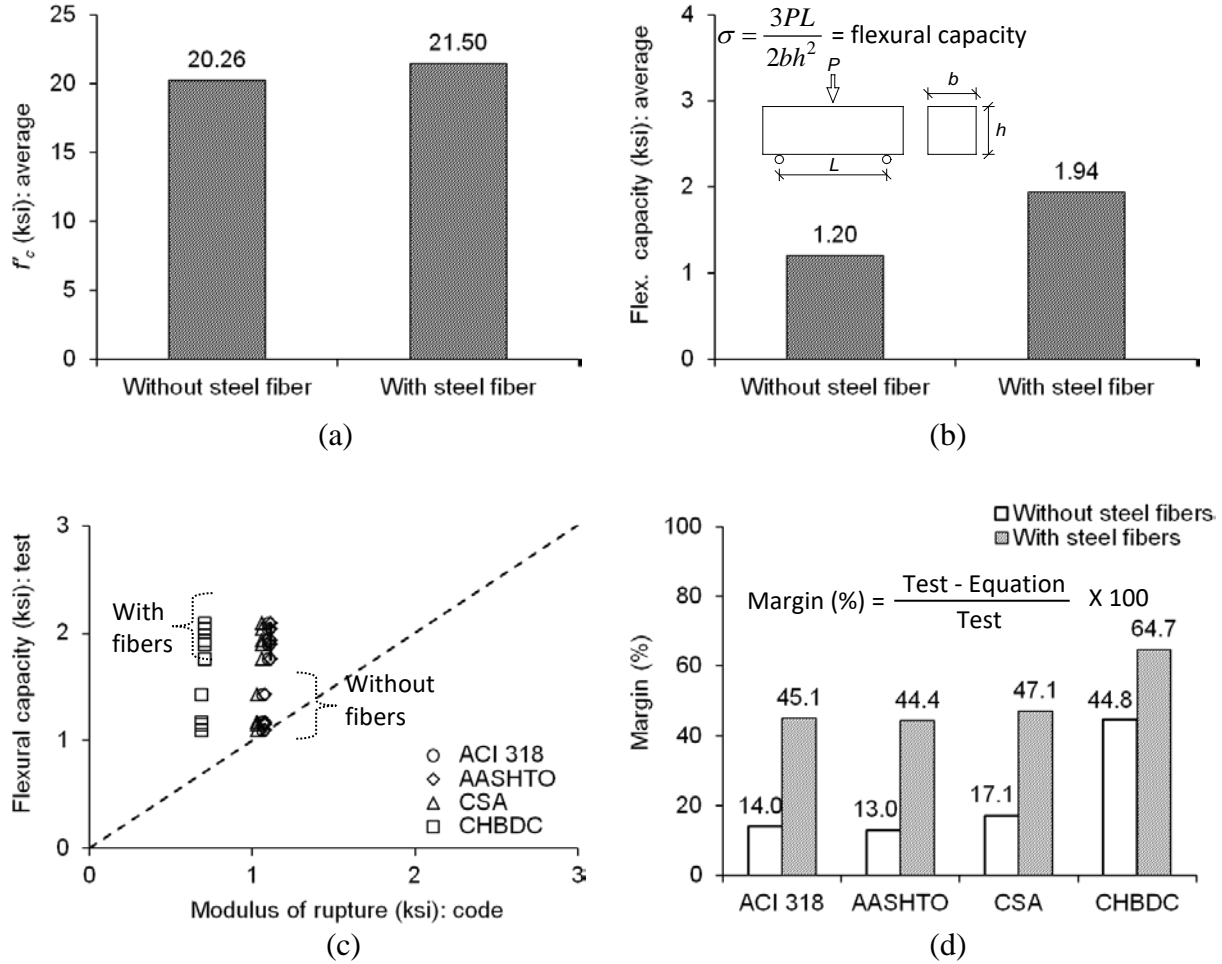 25
20
15
10
5
0
f'c (ksi): average
20.26
21.50
Without steel fiber
With steel fiber
(a)
4
3
2
1
0
Flex. capacity (ksi): average
σ = 3PL / 2bh² = flexural capacity
P
b
h
L
1.20
1.94
Without steel fiber
With steel fiber
(b)
3
2
1
0
Flexural capacity (ksi): test
With
fibers
Without
fibers
ACI 318
AASHTO
CSA
CHBDC
0
1
2
3
Modulus of rupture (ksi): code
(c)
Without steel fibers
With steel fibers
100
80
60
40
20
0
Margin (%)
Margin (%) = Test - Equation / Test X 100
14.0
45.1
13.0
44.4
17.1
47.1
44.8
64.7
ACI 318
AASHTO
CSA
CHBDC
(d)